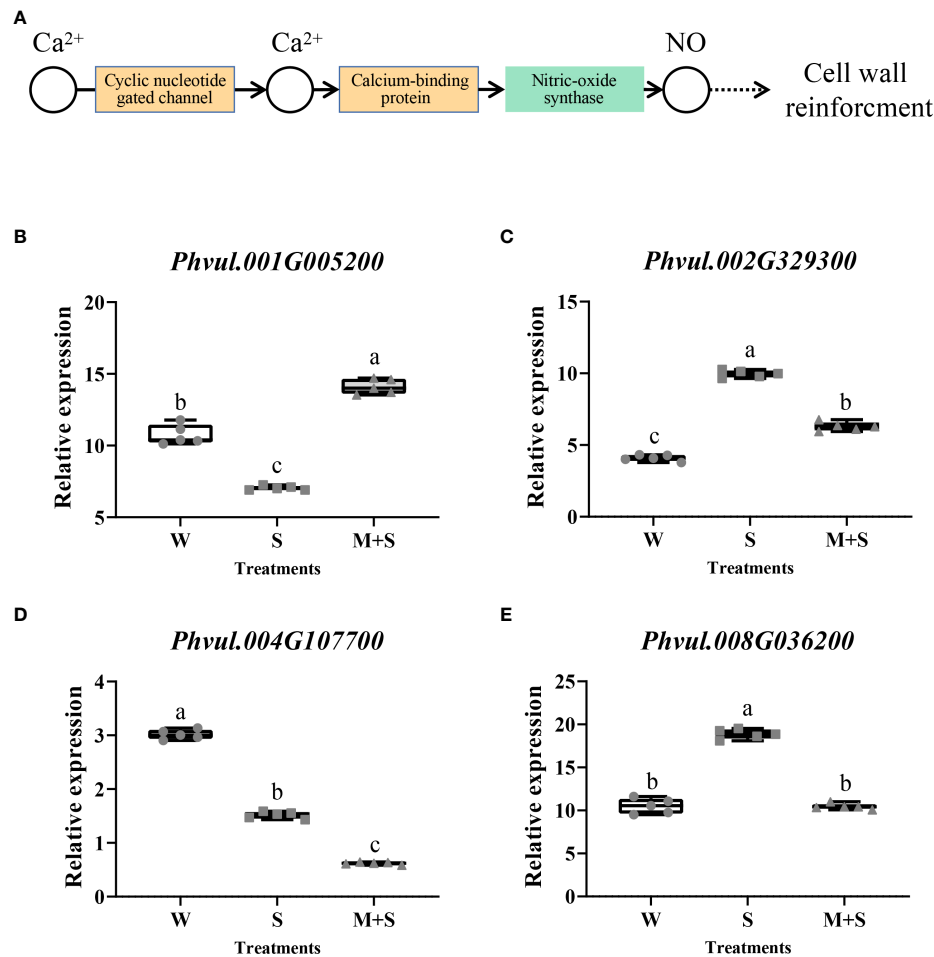 A
Ca²⁺ Ca²⁺ NO
Cyclic nucleotide
gated channel
Calcium-binding
protein
Nitric-oxide
synthase
Cell wall
reinforcment
B
Phvul.001G005200
Relative expression
20
15
10
5
b
c
a
W S M+S
Treatments
C
Phvul.002G329300
Relative expression
15
10
5
0
c
a
b
W S M+S
Treatments
D
Phvul.004G107700
Relative expression
4
3
2
1
0
a
b
c
W S M+S
Treatments
E
Phvul.008G036200
Relative expression
25
20
15
10
5
0
b
a
b
W S M+S
Treatments